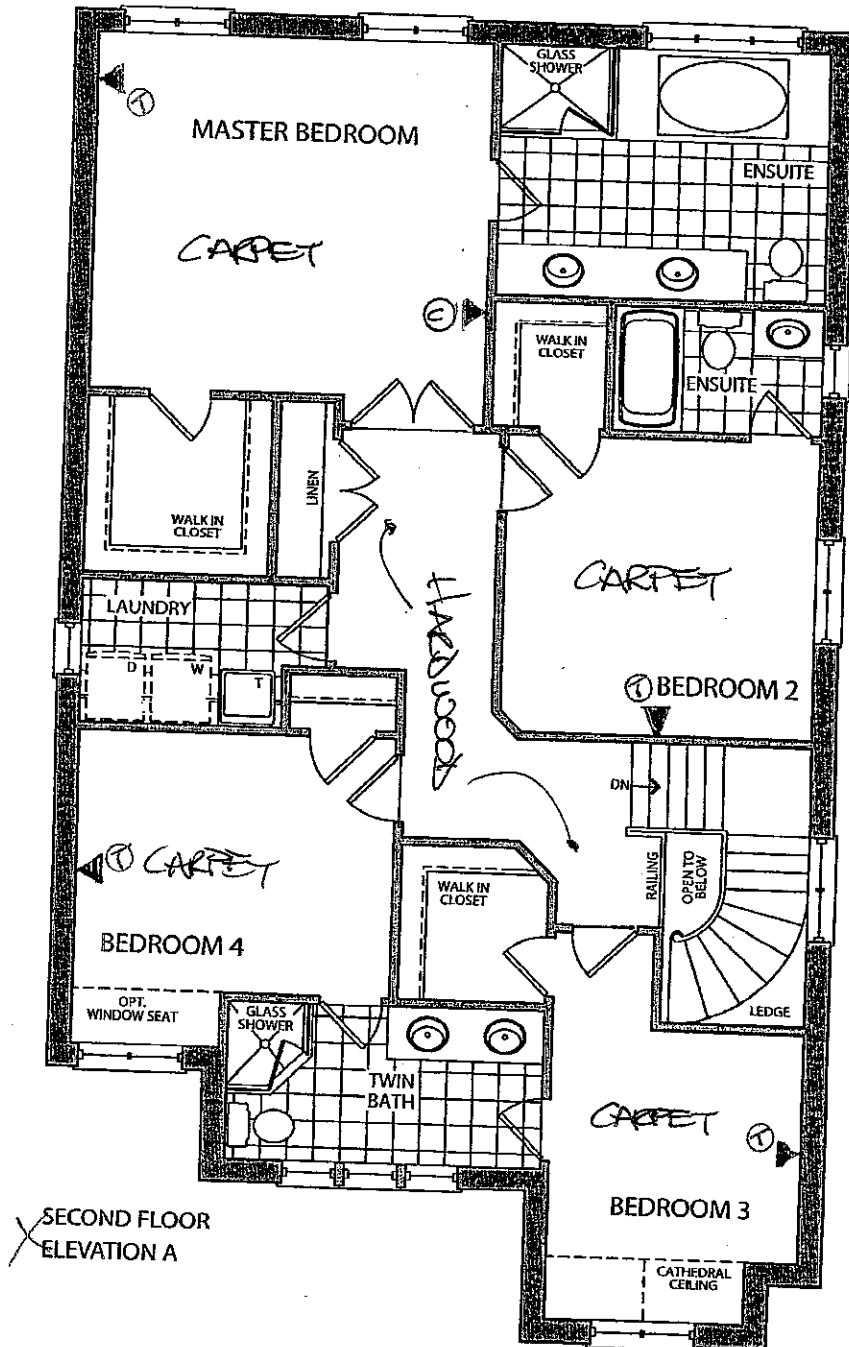 GLASS
SHOWER
Ⓣ
MASTER BEDROOM
ENSUITE
CARPET
WALK IN
CLOSET
ENSUITE
LINEN
WALK IN
CLOSET
CARPET
LAUNDRY
HARDWOOD
D
W
T
Ⓣ BEDROOM 2
DN
Ⓣ CARPET
WALK IN
CLOSET
RAILING
OPEN TO
BELOW
BEDROOM 4
OPT.
WINDOW SEAT
GLASS
SHOWER
LEDGE
TWIN
BATH
CARPET
Ⓣ
BEDROOM 3
SECOND FLOOR
ELEVATION A
CATHEDRAL
CEILING